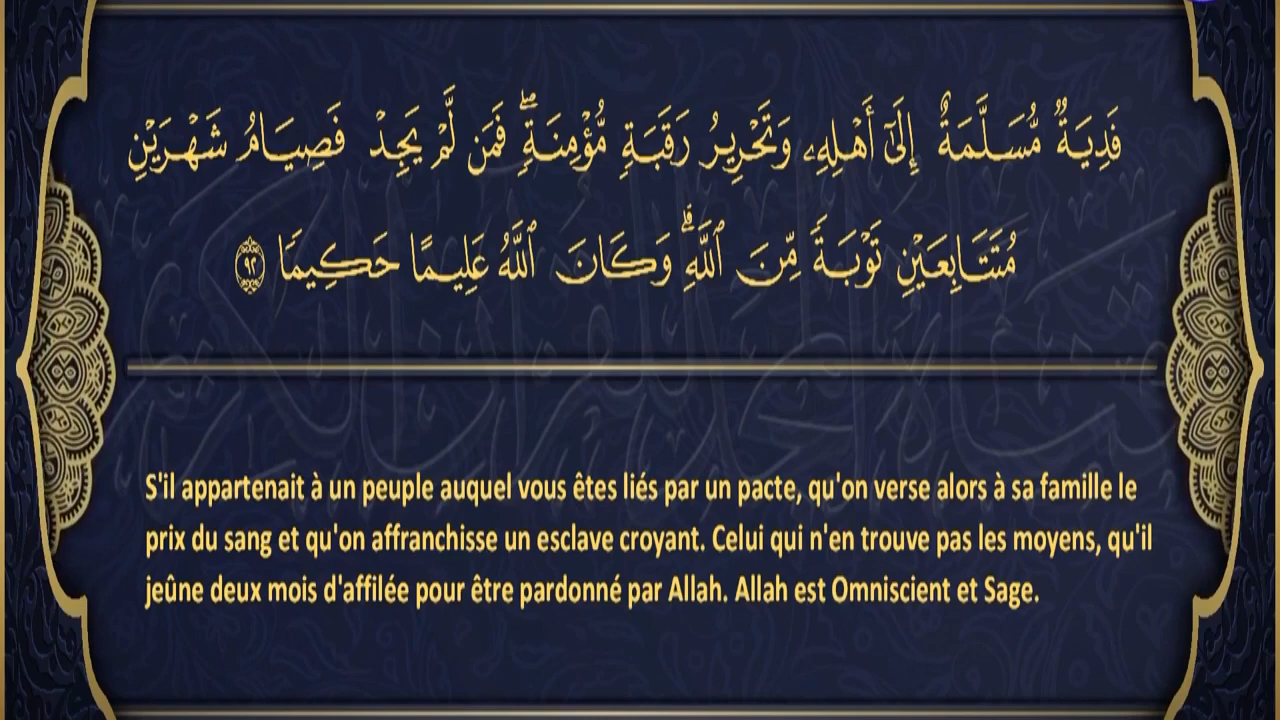 فَدِيَةٌ مُّسَلَّمَةٌ إِلَىٰٓ أَهْلِهِۦ وَتَحْرِيرُ رَقَبَةٍ مُّؤْمِنَةٍۖ فَمَن لَّمْ يَجِدْ فَصِيَامُ شَهْرَيْنِ
مُتَتَابِعَيْنِ تَوْبَةً مِّنَ ٱللَّهِۗ وَكَانَ ٱللَّهُ عَلِيمًا حَكِيمًا ٩٢
S'il appartenait à un peuple auquel vous êtes liés par un pacte, qu'on verse alors à sa famille le
prix du sang et qu'on affranchisse un esclave croyant. Celui qui n'en trouve pas les moyens, qu'il
jeûne deux mois d'affilée pour être pardonné par Allah. Allah est Omniscient et Sage.